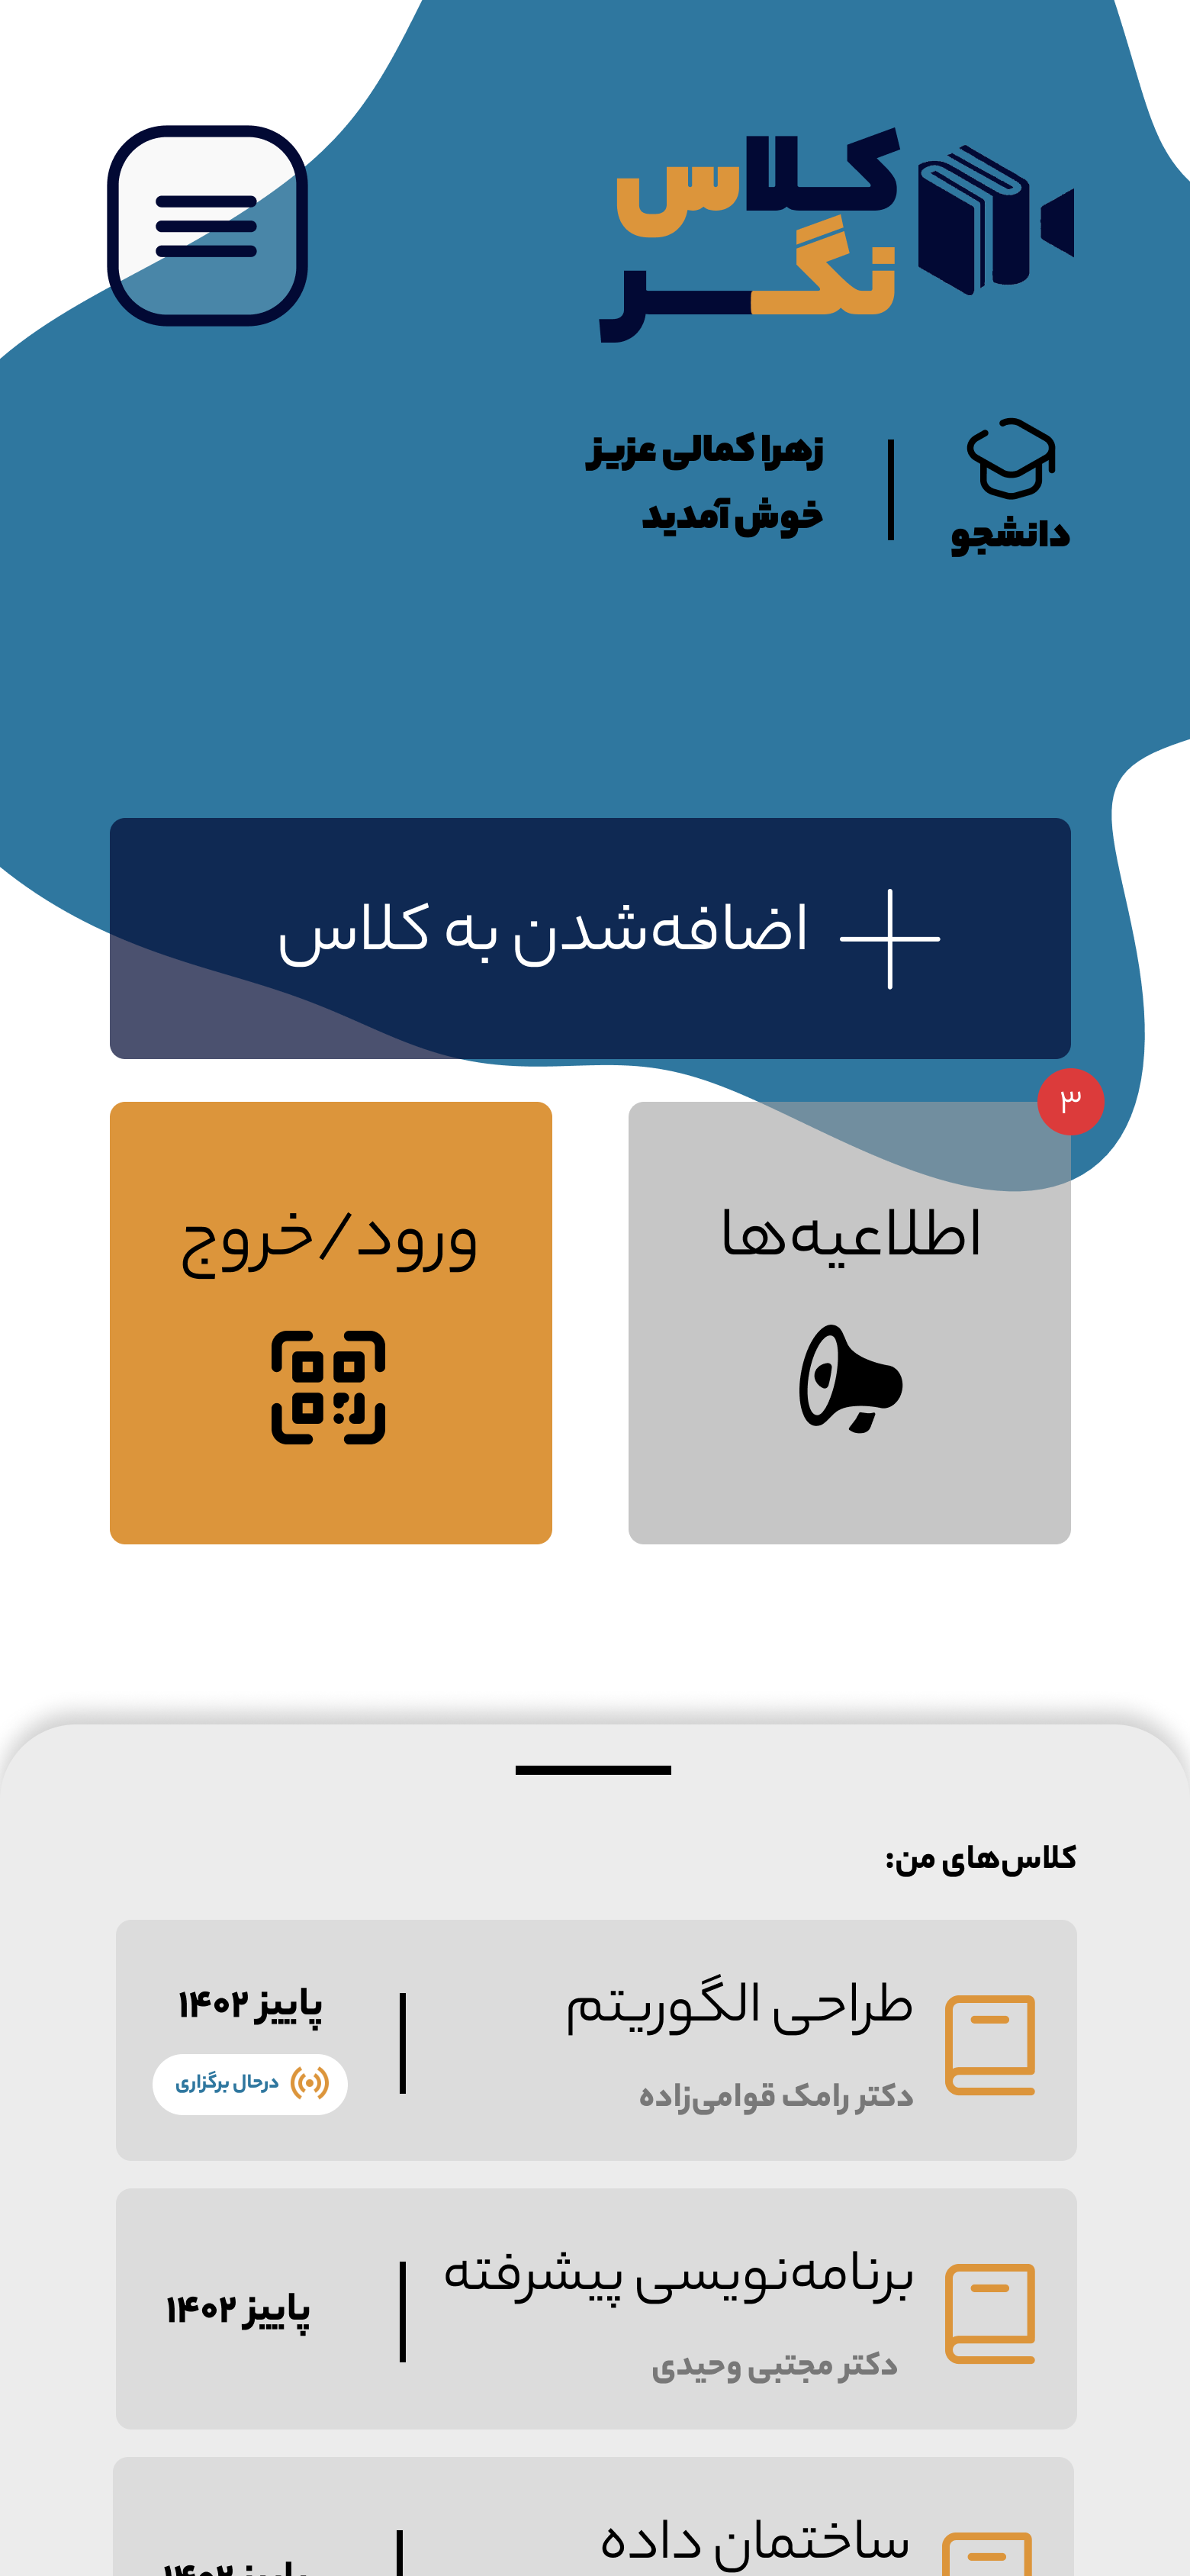 کلاس
نگر
دانشجو
زهرا کمالی عزیز
خوش آمدید
اضافه‌شدن به کلاس
۳
اطلاعیه‌ها
ورود/خروج
کلاس‌های من:
طراحی الگوریتم
دکتر رامک قوامی‌زاده
پاییز ۱۴۰۲
درحال برگزاری
برنامه‌نویسی پیشرفته
دکتر مجتبی وحیدی
پاییز ۱۴۰۲
ساختمان داده
پاییز ۱۴۰۲